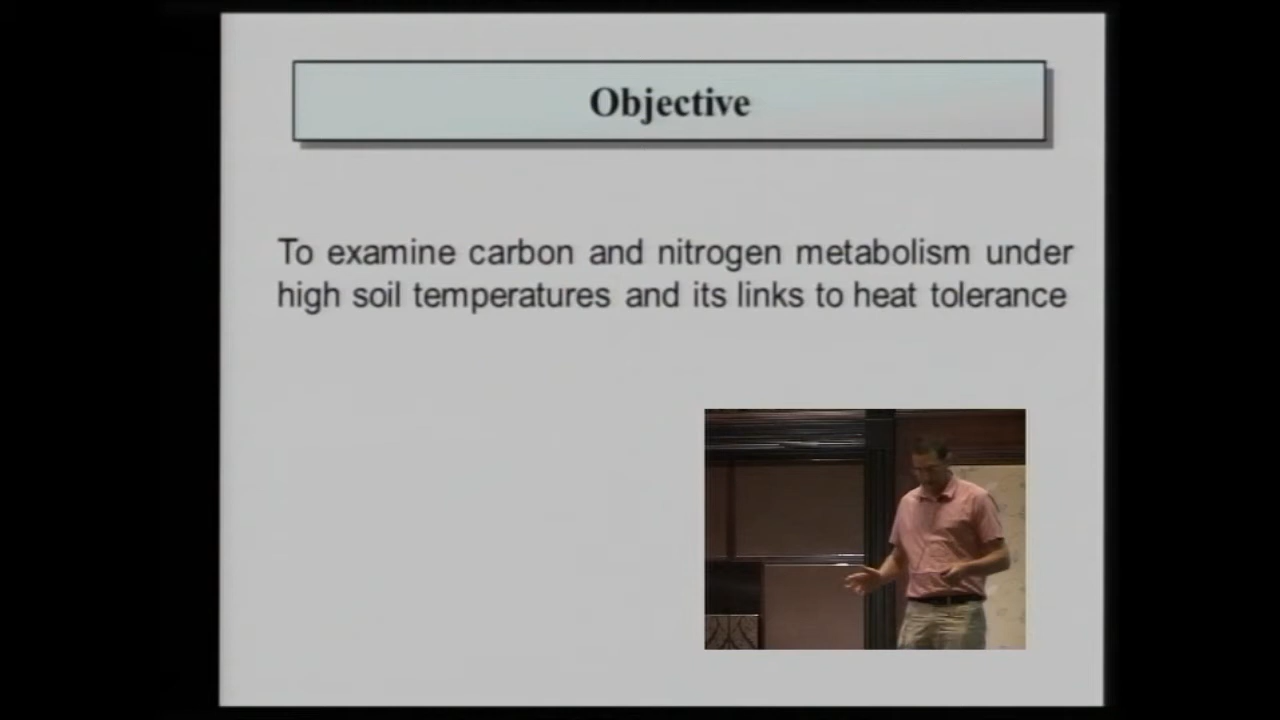 Objective
To examine carbon and nitrogen metabolism under
high soil temperatures and its links to heat tolerance